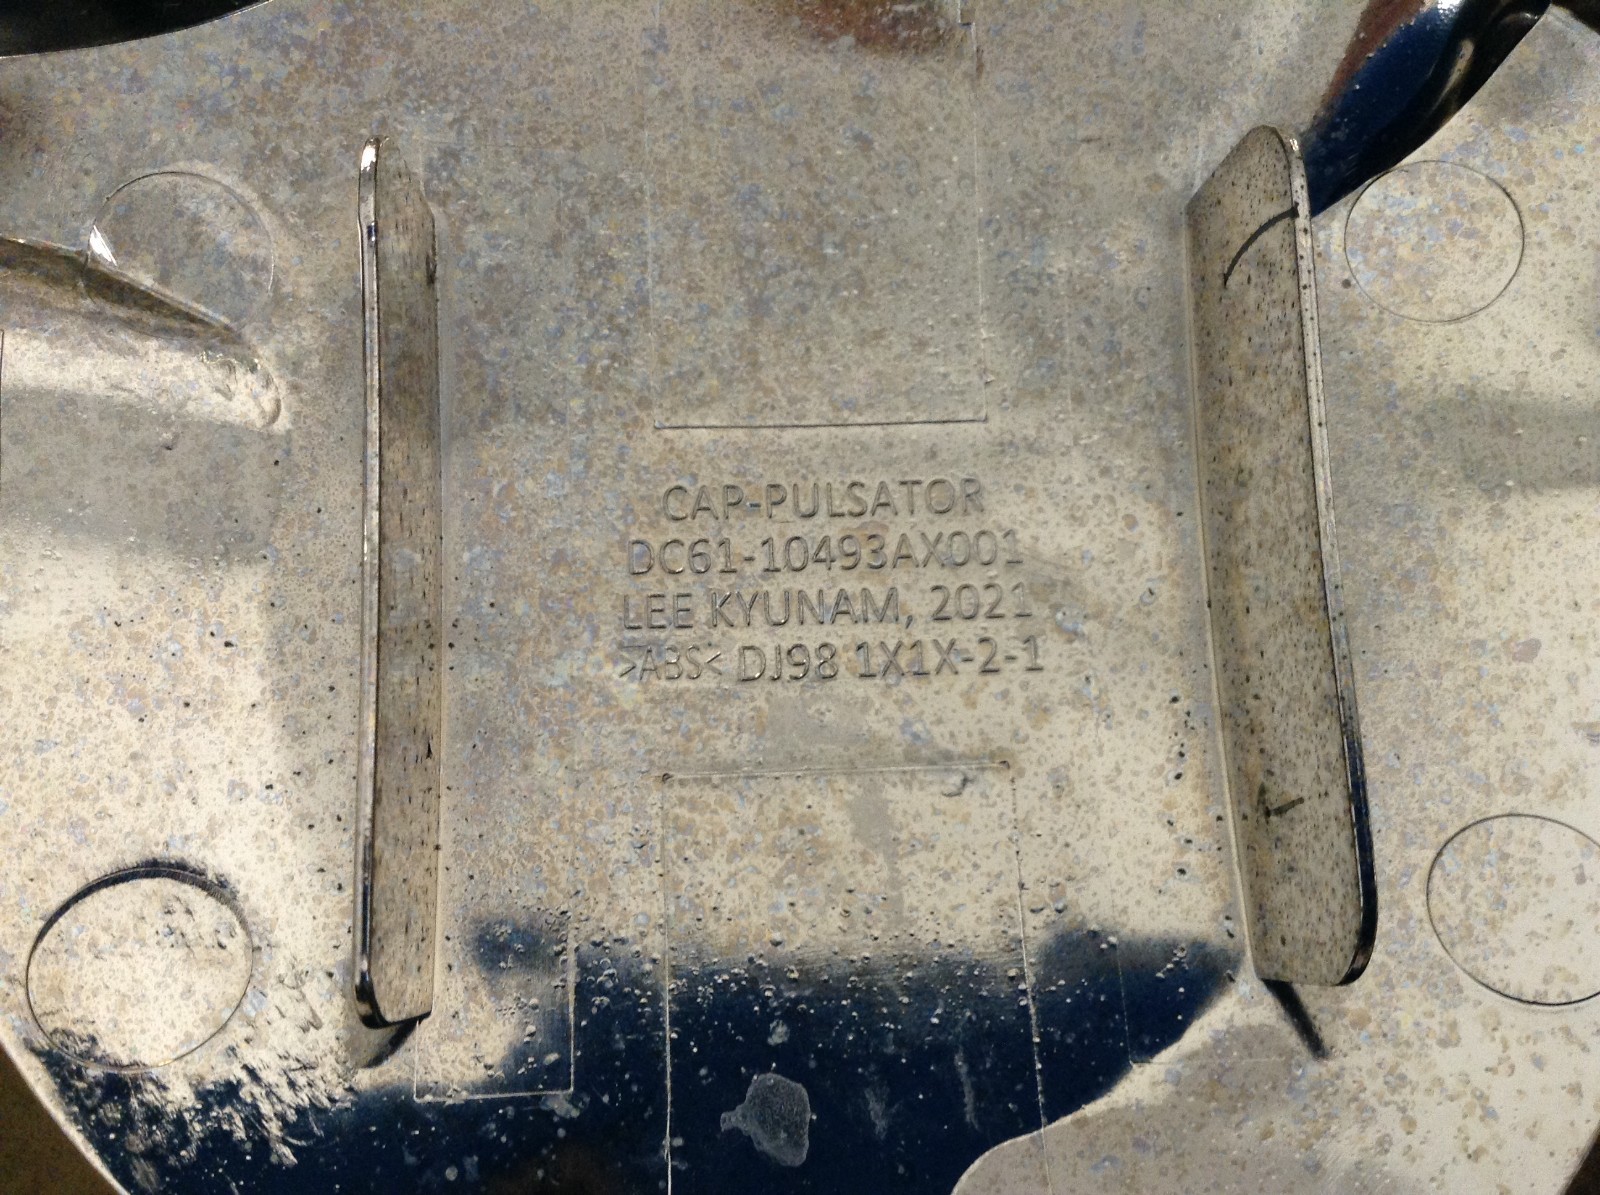 CAP-PULSATOR
DC61-10493AX001
LEE KYUNAM, 2021
>ABS< DJ98 1X1X-2-1